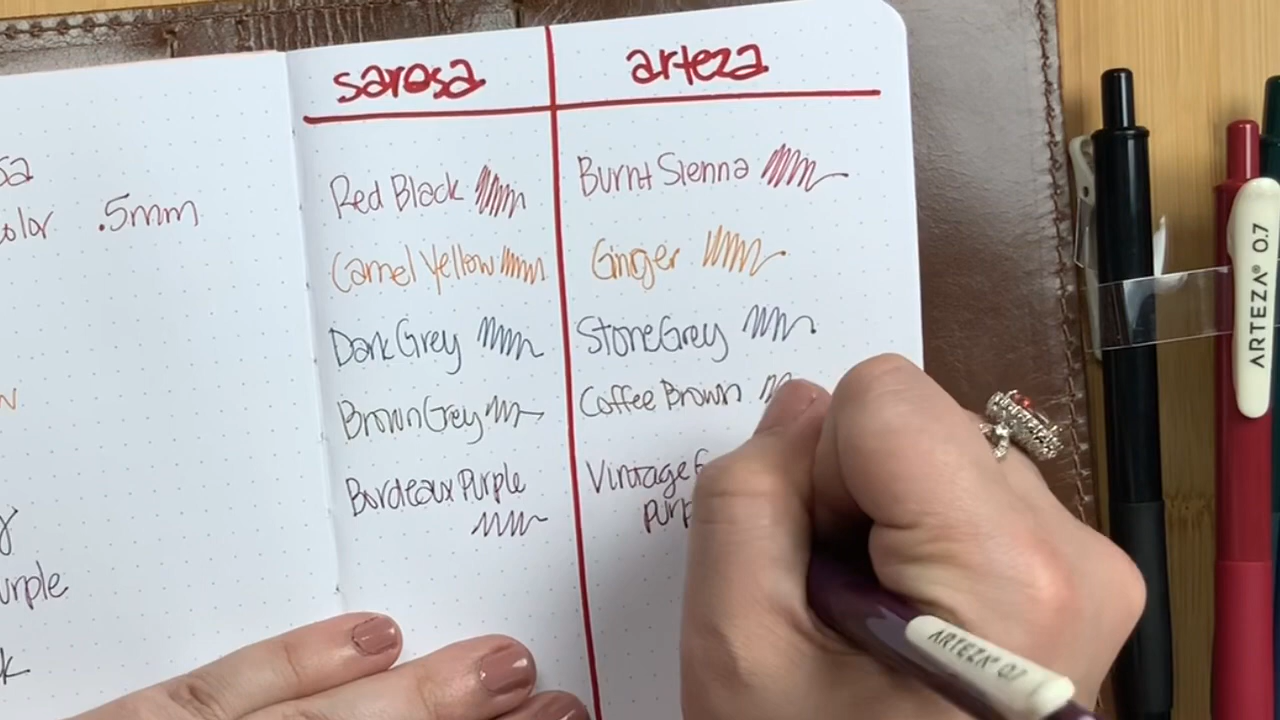 sarasa
arteza
.5mm
Red Black
Burnt Sienna
Camel Yellow
Ginger
Dark Grey
Stone Grey
Brown Grey
Coffee Brown
Bordeaux Purple
Vintage
ARTEZA® 0.7
ARTEZA® 0.7